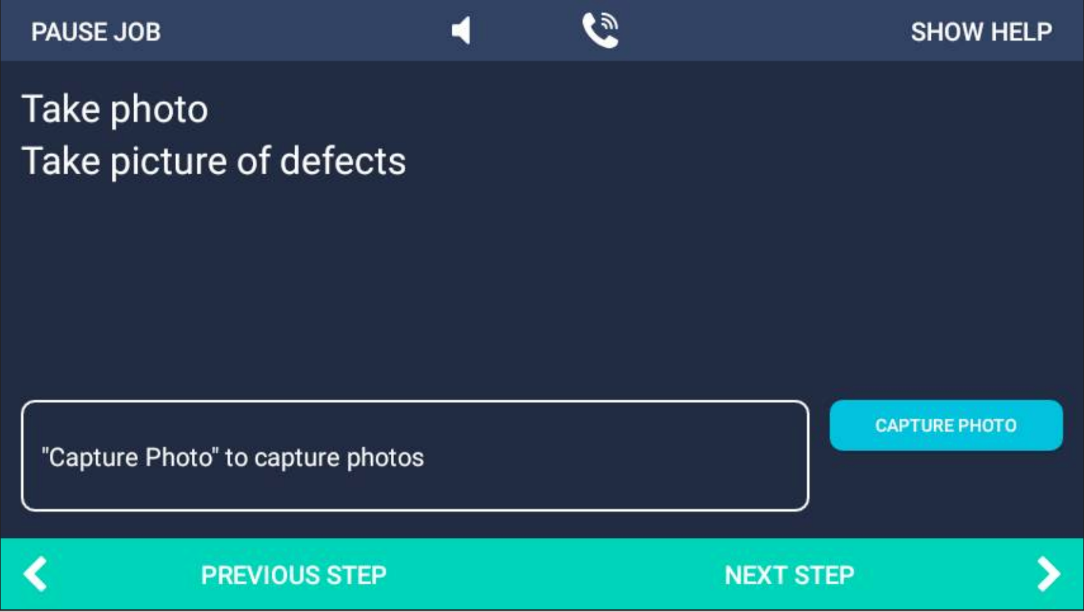 PAUSE JOB
SHOW HELP
Take photo
Take picture of defects
"Capture Photo" to capture photos
CAPTURE PHOTO
PREVIOUS STEP
NEXT STEP